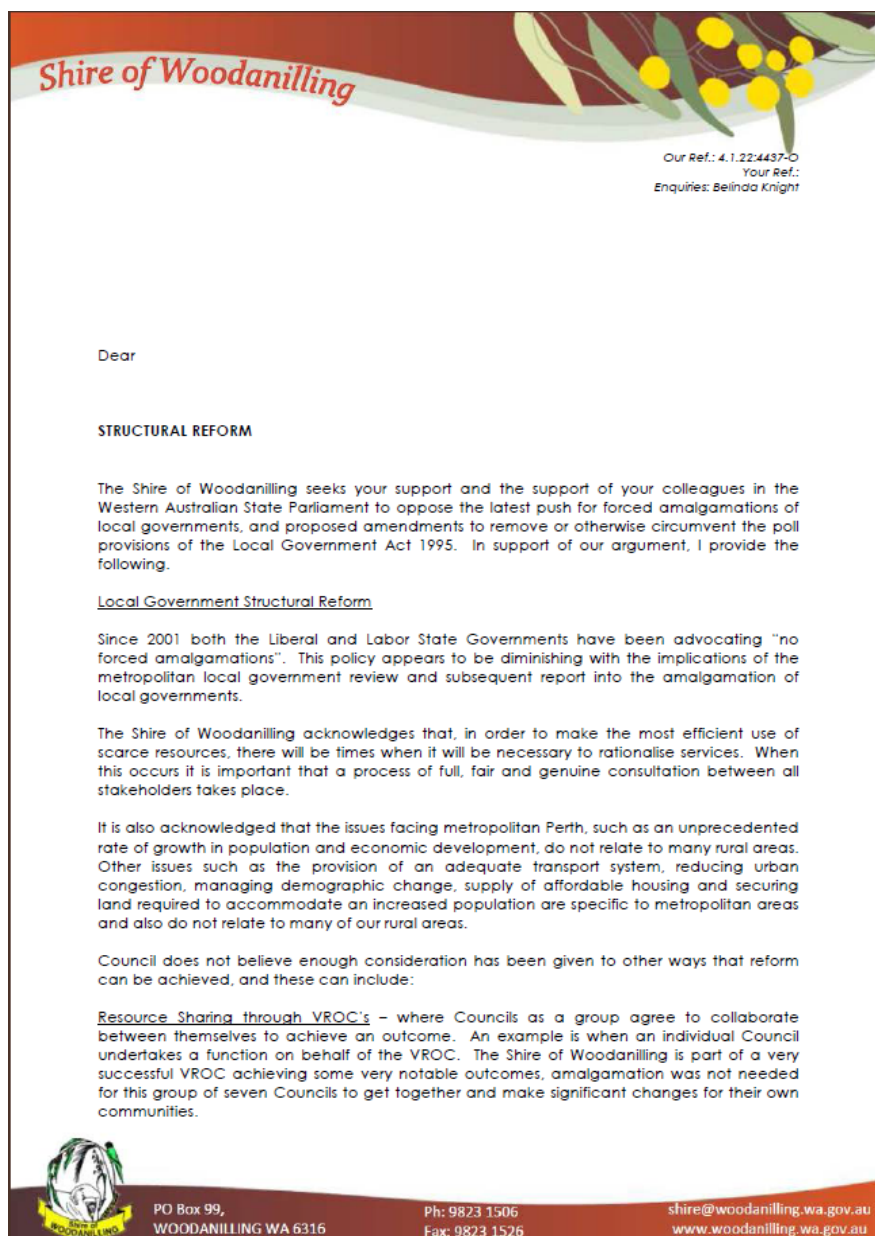 Shire of Woodanilling
Our Ref.: 4.1.22:4437-O
Your Ref.:
Enquiries: Belinda Knight
Dear
STRUCTURAL REFORM
The Shire of Woodanilling seeks your support and the support of your colleagues in the
Western Australian State Parliament to oppose the latest push for forced amalgamations of
local governments, and proposed amendments to remove or otherwise circumvent the poll
provisions of the Local Government Act 1995. In support of our argument, I provide the
following.
Local Government Structural Reform
Since 2001 both the Liberal and Labor State Governments have been advocating "no
forced amalgamations". This policy appears to be diminishing with the implications of the
metropolitan local government review and subsequent report into the amalgamation of
local governments.
The Shire of Woodanilling acknowledges that, in order to make the most efficient use of
scarce resources, there will be times when it will be necessary to rationalise services. When
this occurs it is important that a process of full, fair and genuine consultation between all
stakeholders takes place.
It is also acknowledged that the issues facing metropolitan Perth, such as an unprecedented
rate of growth in population and economic development, do not relate to many rural areas.
Other issues such as the provision of an adequate transport system, reducing urban
congestion, managing demographic change, supply of affordable housing and securing
land required to accommodate an increased population are specific to metropolitan areas
and also do not relate to many of our rural areas.
Council does not believe enough consideration has been given to other ways that reform
can be achieved, and these can include:
Resource Sharing through VROC's – where Councils as a group agree to collaborate
between themselves to achieve an outcome. An example is when an individual Council
undertakes a function on behalf of the VROC. The Shire of Woodanilling is part of a very
successful VROC achieving some very notable outcomes, amalgamation was not needed
for this group of seven Councils to get together and make significant changes for their own
communities.
Shire of
WOODANILLING
PO Box 99,
WOODANILLING WA 6316
Ph: 9823 1506
Fax: 9823 1526
shire@woodanilling.wa.gov.au
www.woodanilling.wa.gov.au